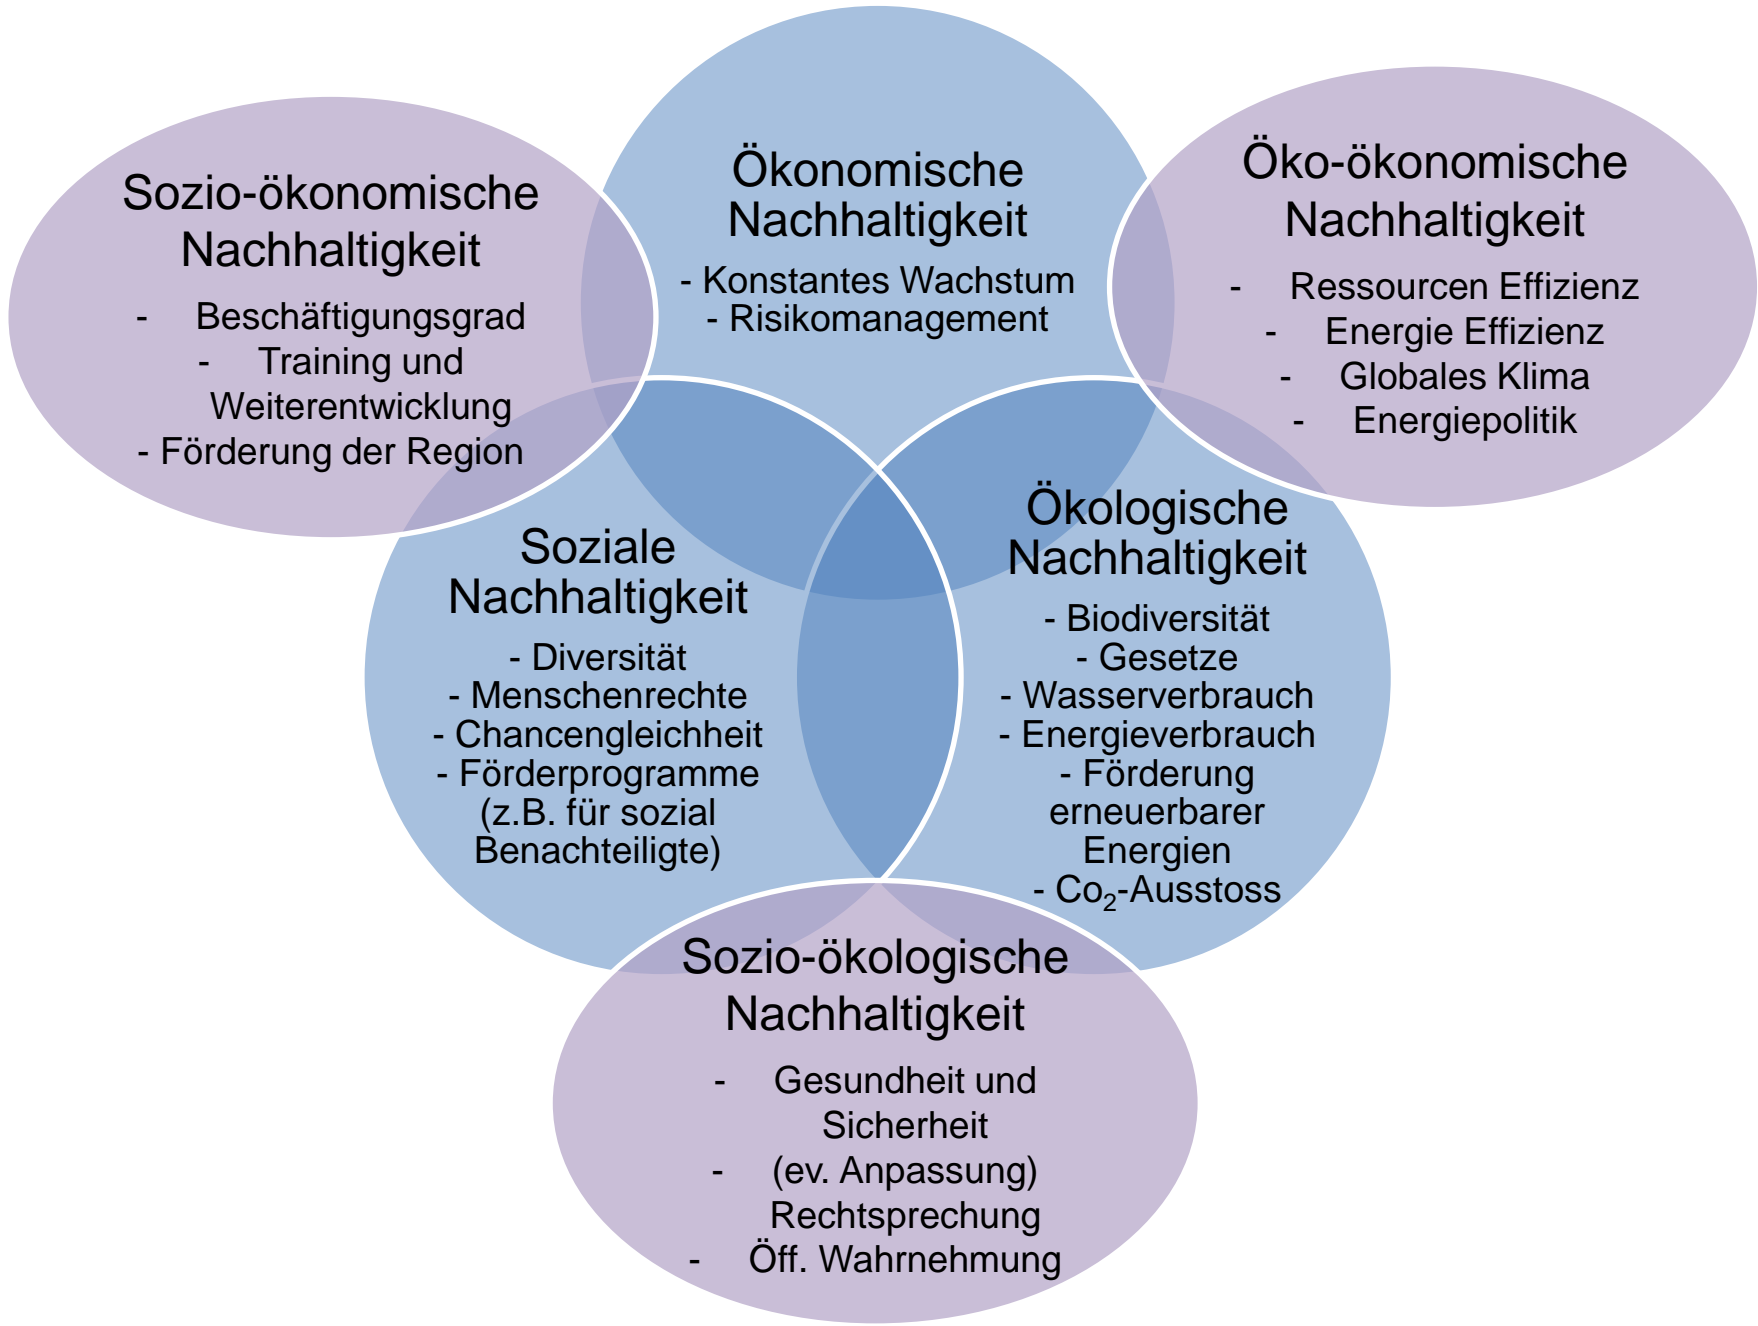 Sozio-ökonomische
Nachhaltigkeit
- Beschäftigungsgrad
- Training und
Weiterentwicklung
- Förderung der Region
Ökonomische
Nachhaltigkeit
- Konstantes Wachstum
- Risikomanagement
Öko-ökonomische
Nachhaltigkeit
- Ressourcen Effizienz
- Energie Effizienz
- Globales Klima
- Energiepolitik
Soziale
Nachhaltigkeit
- Diversität
- Menschenrechte
- Chancengleichheit
- Förderprogramme
(z.B. für sozial
Benachteiligte)
Ökologische
Nachhaltigkeit
- Biodiversität
- Gesetze
- Wasserverbrauch
- Energieverbrauch
- Förderung
erneuerbarer
Energien
- Co₂-Ausstoss
Sozio-ökologische
Nachhaltigkeit
- Gesundheit und
Sicherheit
- (ev. Anpassung)
Rechtsprechung
- Öff. Wahrnehmung